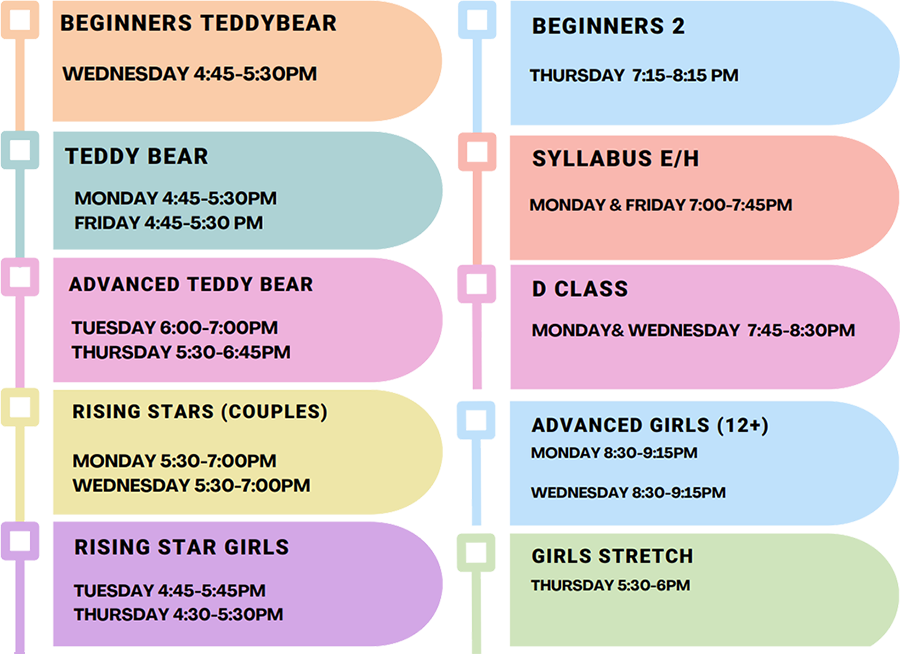 BEGINNERS TEDDYBEAR
WEDNESDAY 4:45-5:30PM
TEDDY BEAR
MONDAY 4:45-5:30PM
FRIDAY 4:45-5:30 PM
ADVANCED TEDDY BEAR
TUESDAY 6:00-7:00PM
THURSDAY 5:30-6:45PM
RISING STARS (COUPLES)
MONDAY 5:30-7:00PM
WEDNESDAY 5:30-7:00PM
RISING STAR GIRLS
TUESDAY 4:45-5:45PM
THURSDAY 4:30-5:30PM
BEGINNERS 2
THURSDAY 7:15-8:15 PM
SYLLABUS E/H
MONDAY & FRIDAY 7:00-7:45PM
D CLASS
MONDAY& WEDNESDAY 7:45-8:30PM
ADVANCED GIRLS (12+)
MONDAY 8:30-9:15PM
WEDNESDAY 8:30-9:15PM
GIRLS STRETCH
THURSDAY 5:30-6PM